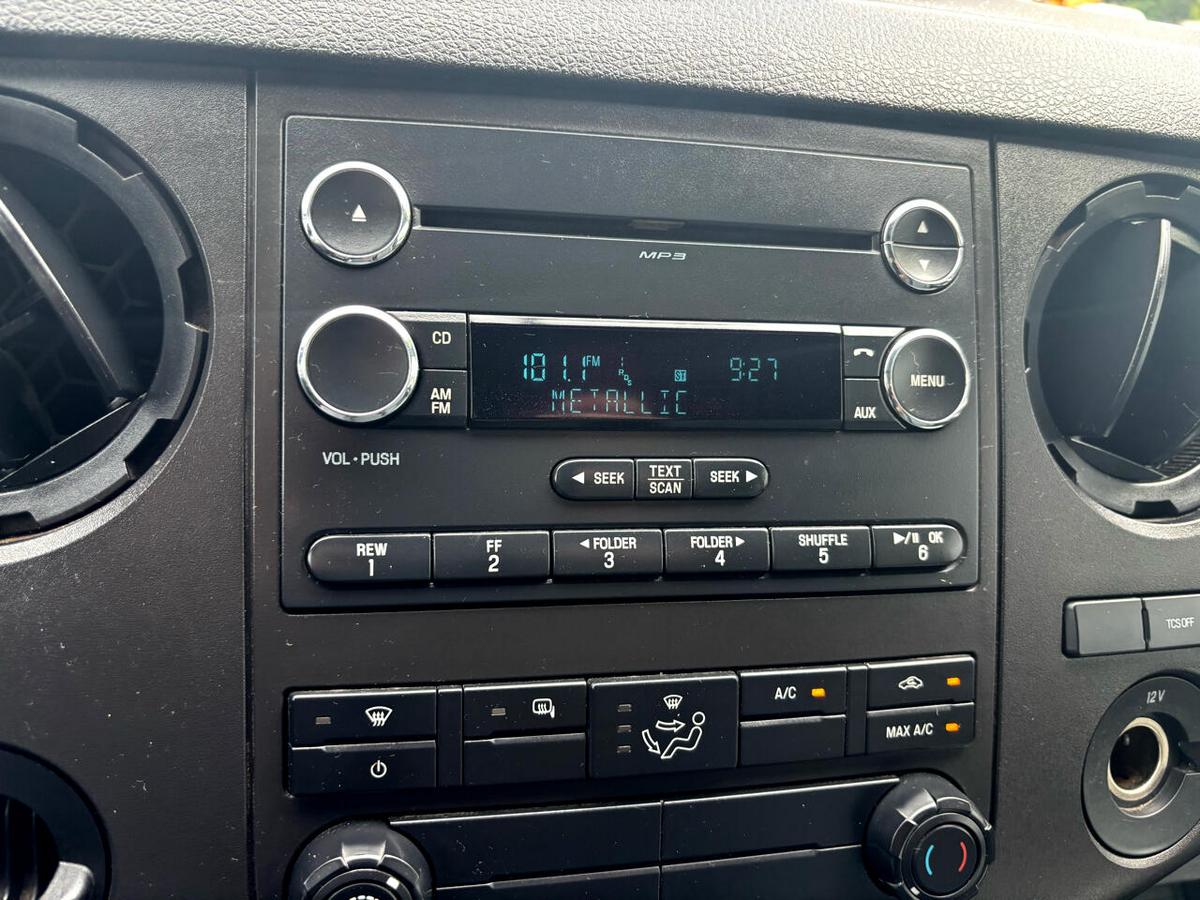 MP3
CD
AM
FM
101.1 FM RDS ST 9:27
METALLIC
MENU
AUX
VOL • PUSH
◄ SEEK
TEXT
SCAN
SEEK ►
REW
1
FF
2
◄ FOLDER
3
FOLDER ►
4
SHUFFLE
5
►/II OK
6
TCS OFF
A/C
MAX A/C
12V